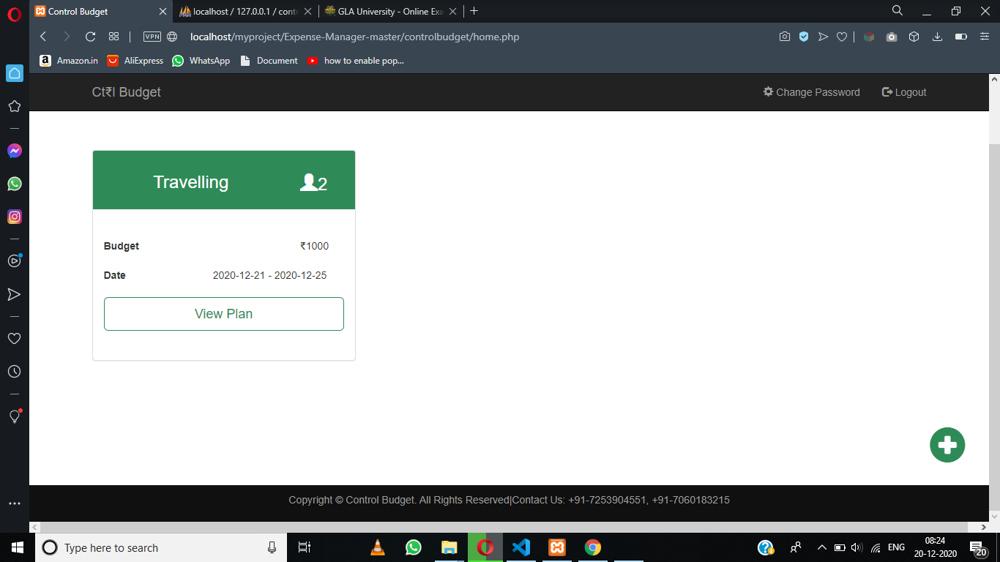 Control Budget
localhost / 127.0.0.1 / contr
GLA University - Online Exa
VPN
localhost/myproject/Expense-Manager-master/controlbudget/home.php
Amazon.in
AliExpress
WhatsApp
Document
how to enable pop...
Ct₹l Budget
Change Password
Logout
Travelling
2
Budget
₹1000
Date
2020-12-21 - 2020-12-25
View Plan
Copyright © Control Budget. All Rights Reserved|Contact Us: +91-7253904551, +91-7060183215
Type here to search
ENG
08:24
20-12-2020
20